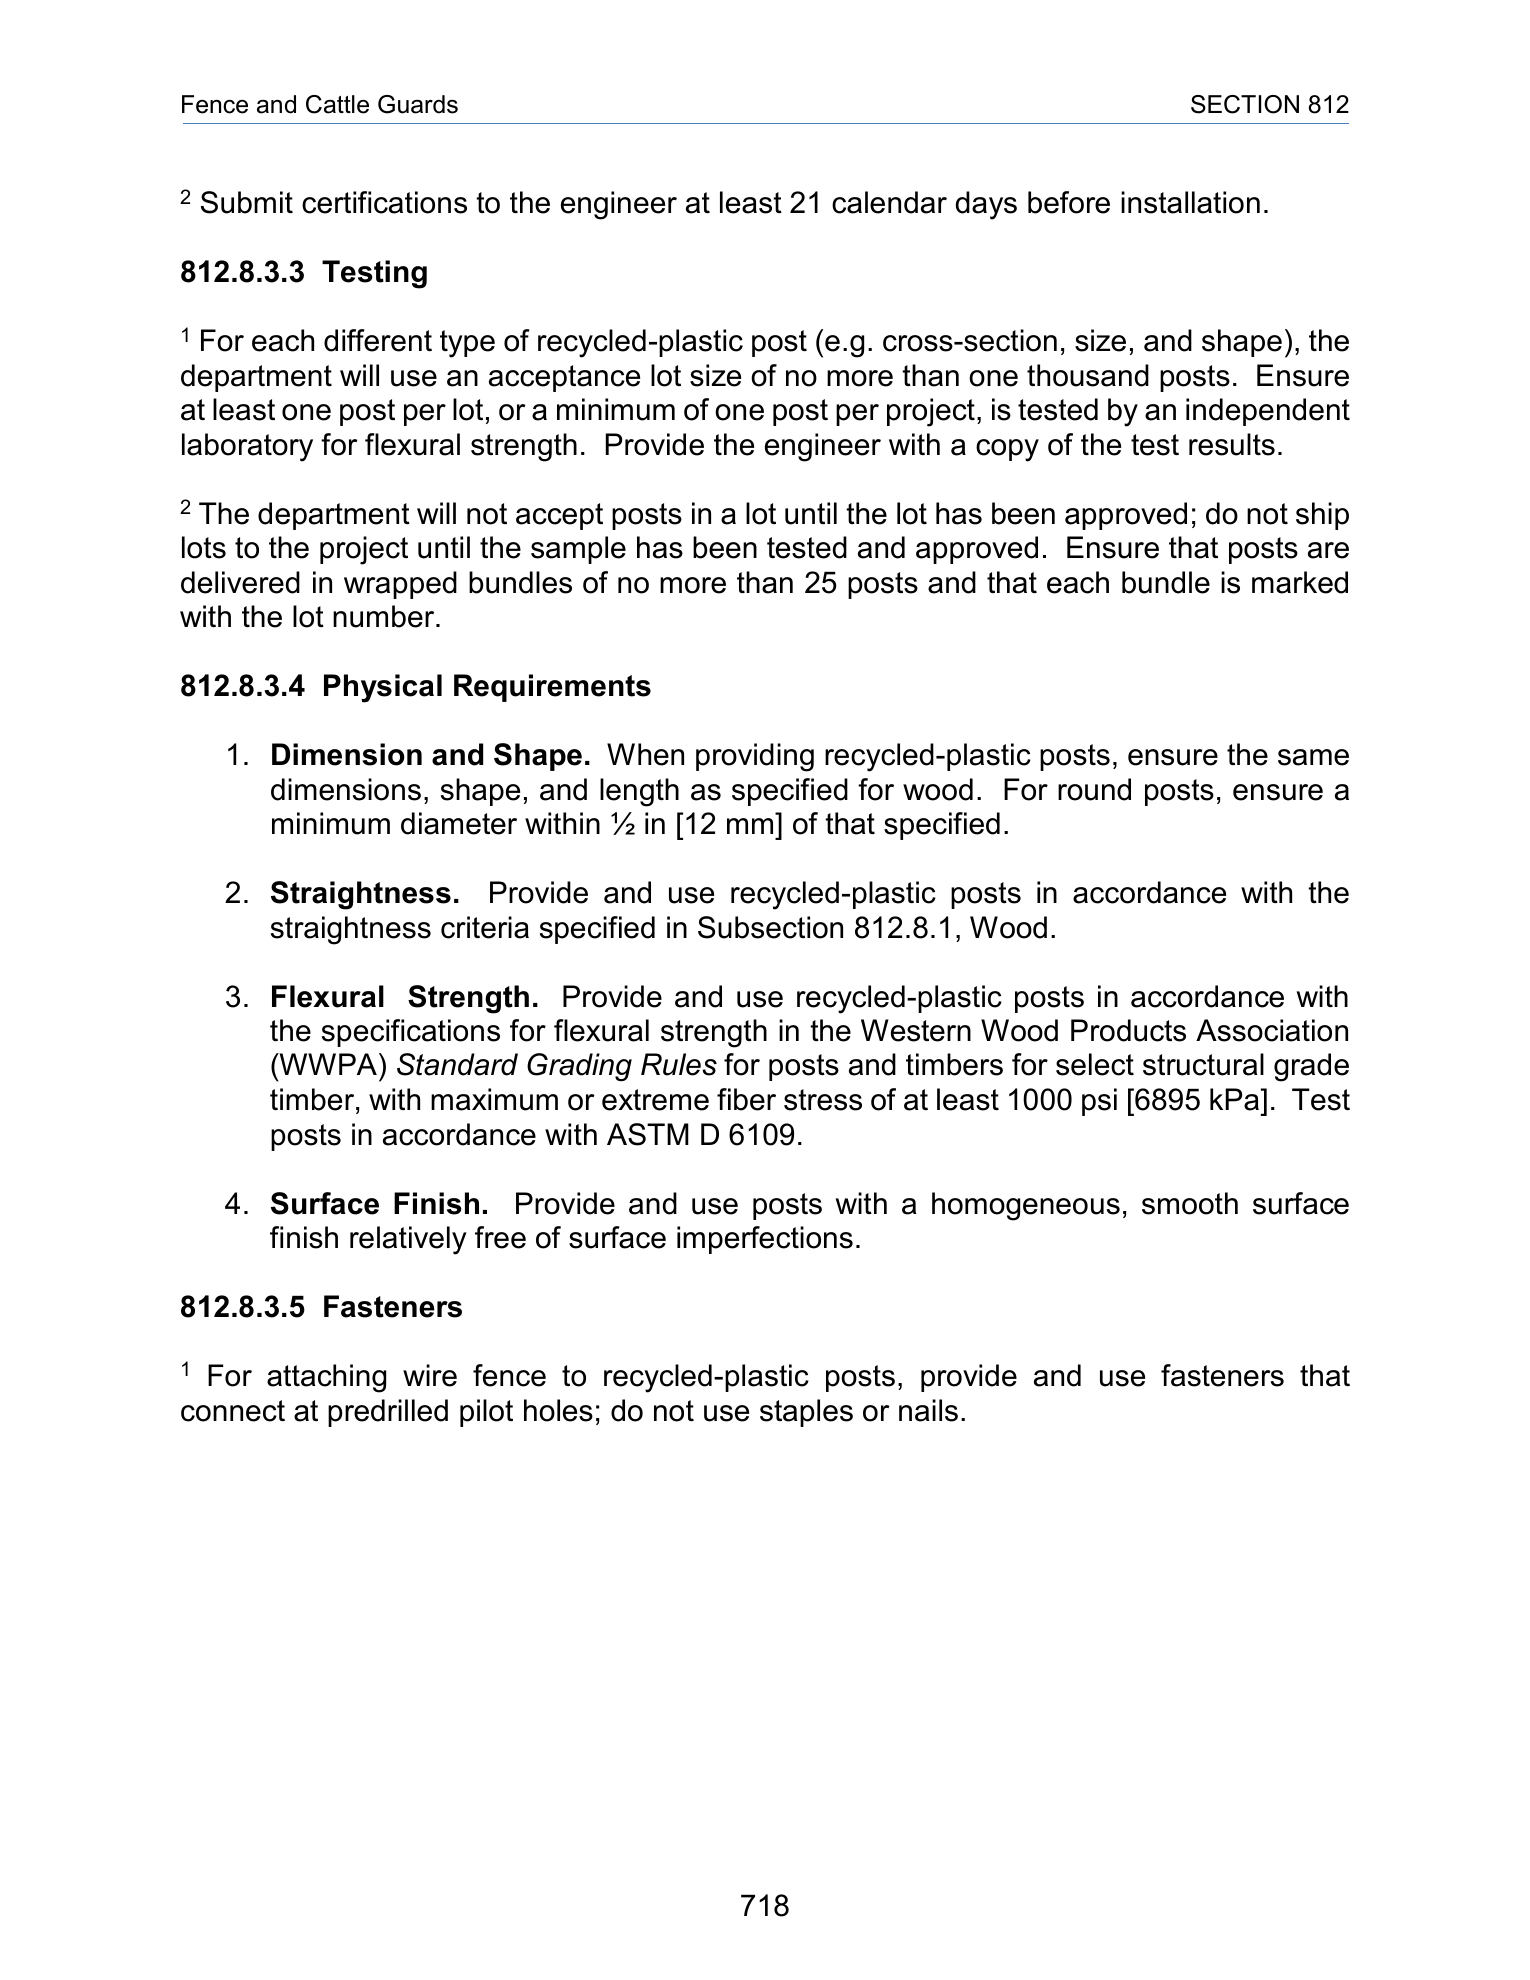 Fence and Cattle Guards SECTION 812
² Submit certifications to the engineer at least 21 calendar days before installation.
812.8.3.3 Testing
¹ For each different type of recycled-plastic post (e.g. cross-section, size, and shape), the
department will use an acceptance lot size of no more than one thousand posts. Ensure
at least one post per lot, or a minimum of one post per project, is tested by an independent
laboratory for flexural strength. Provide the engineer with a copy of the test results.
² The department will not accept posts in a lot until the lot has been approved; do not ship
lots to the project until the sample has been tested and approved. Ensure that posts are
delivered in wrapped bundles of no more than 25 posts and that each bundle is marked
with the lot number.
812.8.3.4 Physical Requirements
1. Dimension and Shape. When providing recycled-plastic posts, ensure the same
dimensions, shape, and length as specified for wood. For round posts, ensure a
minimum diameter within ½ in [12 mm] of that specified.
2. Straightness. Provide and use recycled-plastic posts in accordance with the
straightness criteria specified in Subsection 812.8.1, Wood.
3. Flexural Strength. Provide and use recycled-plastic posts in accordance with
the specifications for flexural strength in the Western Wood Products Association
(WWPA) Standard Grading Rules for posts and timbers for select structural grade
timber, with maximum or extreme fiber stress of at least 1000 psi [6895 kPa]. Test
posts in accordance with ASTM D 6109.
4. Surface Finish. Provide and use posts with a homogeneous, smooth surface
finish relatively free of surface imperfections.
812.8.3.5 Fasteners
¹ For attaching wire fence to recycled-plastic posts, provide and use fasteners that
connect at predrilled pilot holes; do not use staples or nails.
718